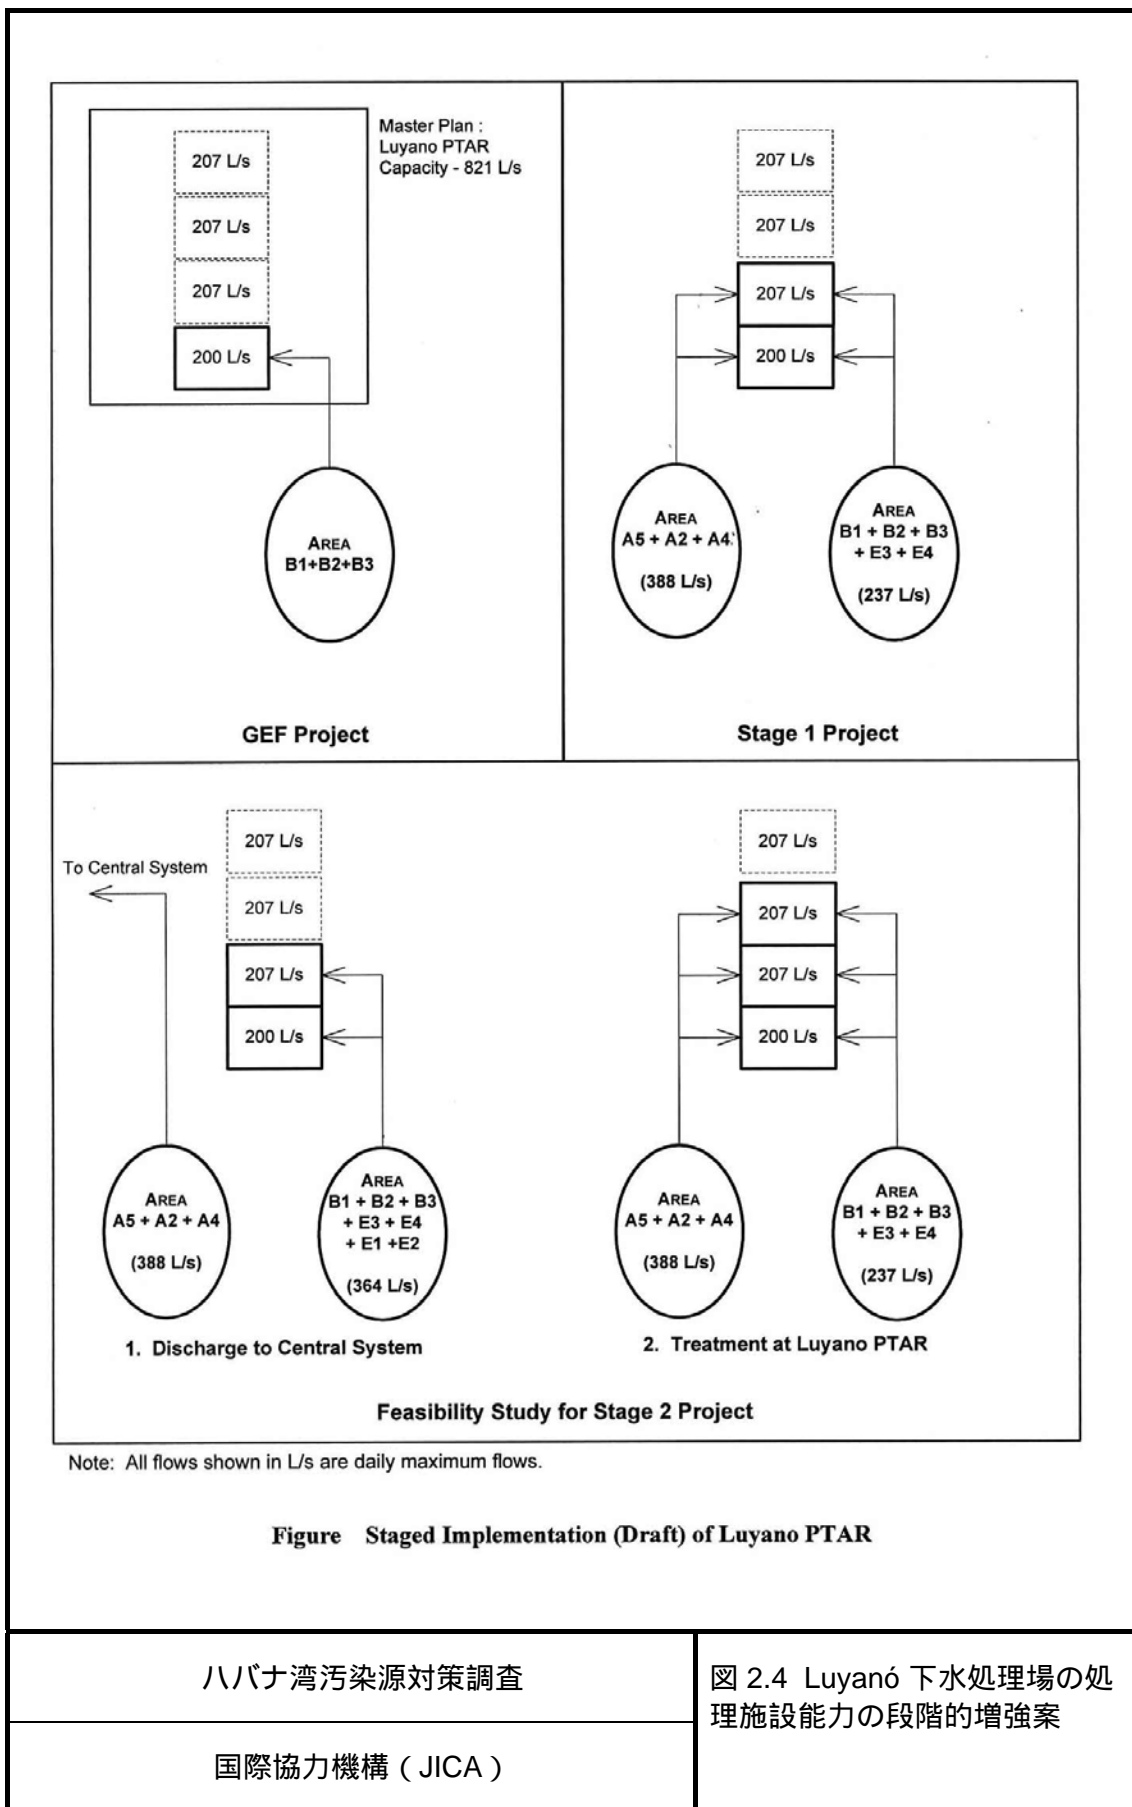 Master Plan :
Luyano PTAR
Capacity - 821 L/s
207 L/s
207 L/s
207 L/s
200 L/s
AREA
B1+B2+B3
GEF Project
207 L/s
207 L/s
207 L/s
200 L/s
AREA
A5 + A2 + A4
(388 L/s)
AREA
B1 + B2 + B3
+ E3 + E4
(237 L/s)
Stage 1 Project
To Central System
207 L/s
207 L/s
207 L/s
200 L/s
AREA
A5 + A2 + A4
(388 L/s)
AREA
B1 + B2 + B3
+ E3 + E4
+ E1 +E2
(364 L/s)
1. Discharge to Central System
207 L/s
207 L/s
207 L/s
200 L/s
AREA
A5 + A2 + A4
(388 L/s)
AREA
B1 + B2 + B3
+ E3 + E4
(237 L/s)
2. Treatment at Luyano PTAR
Feasibility Study for Stage 2 Project
Note: All flows shown in L/s are daily maximum flows.
Figure Staged Implementation (Draft) of Luyano PTAR
ハバナ湾汚染源対策調査
国際協力機構（JICA）
図 2.4 Luyanó 下水処理場の処
理施設能力の段階的増強案